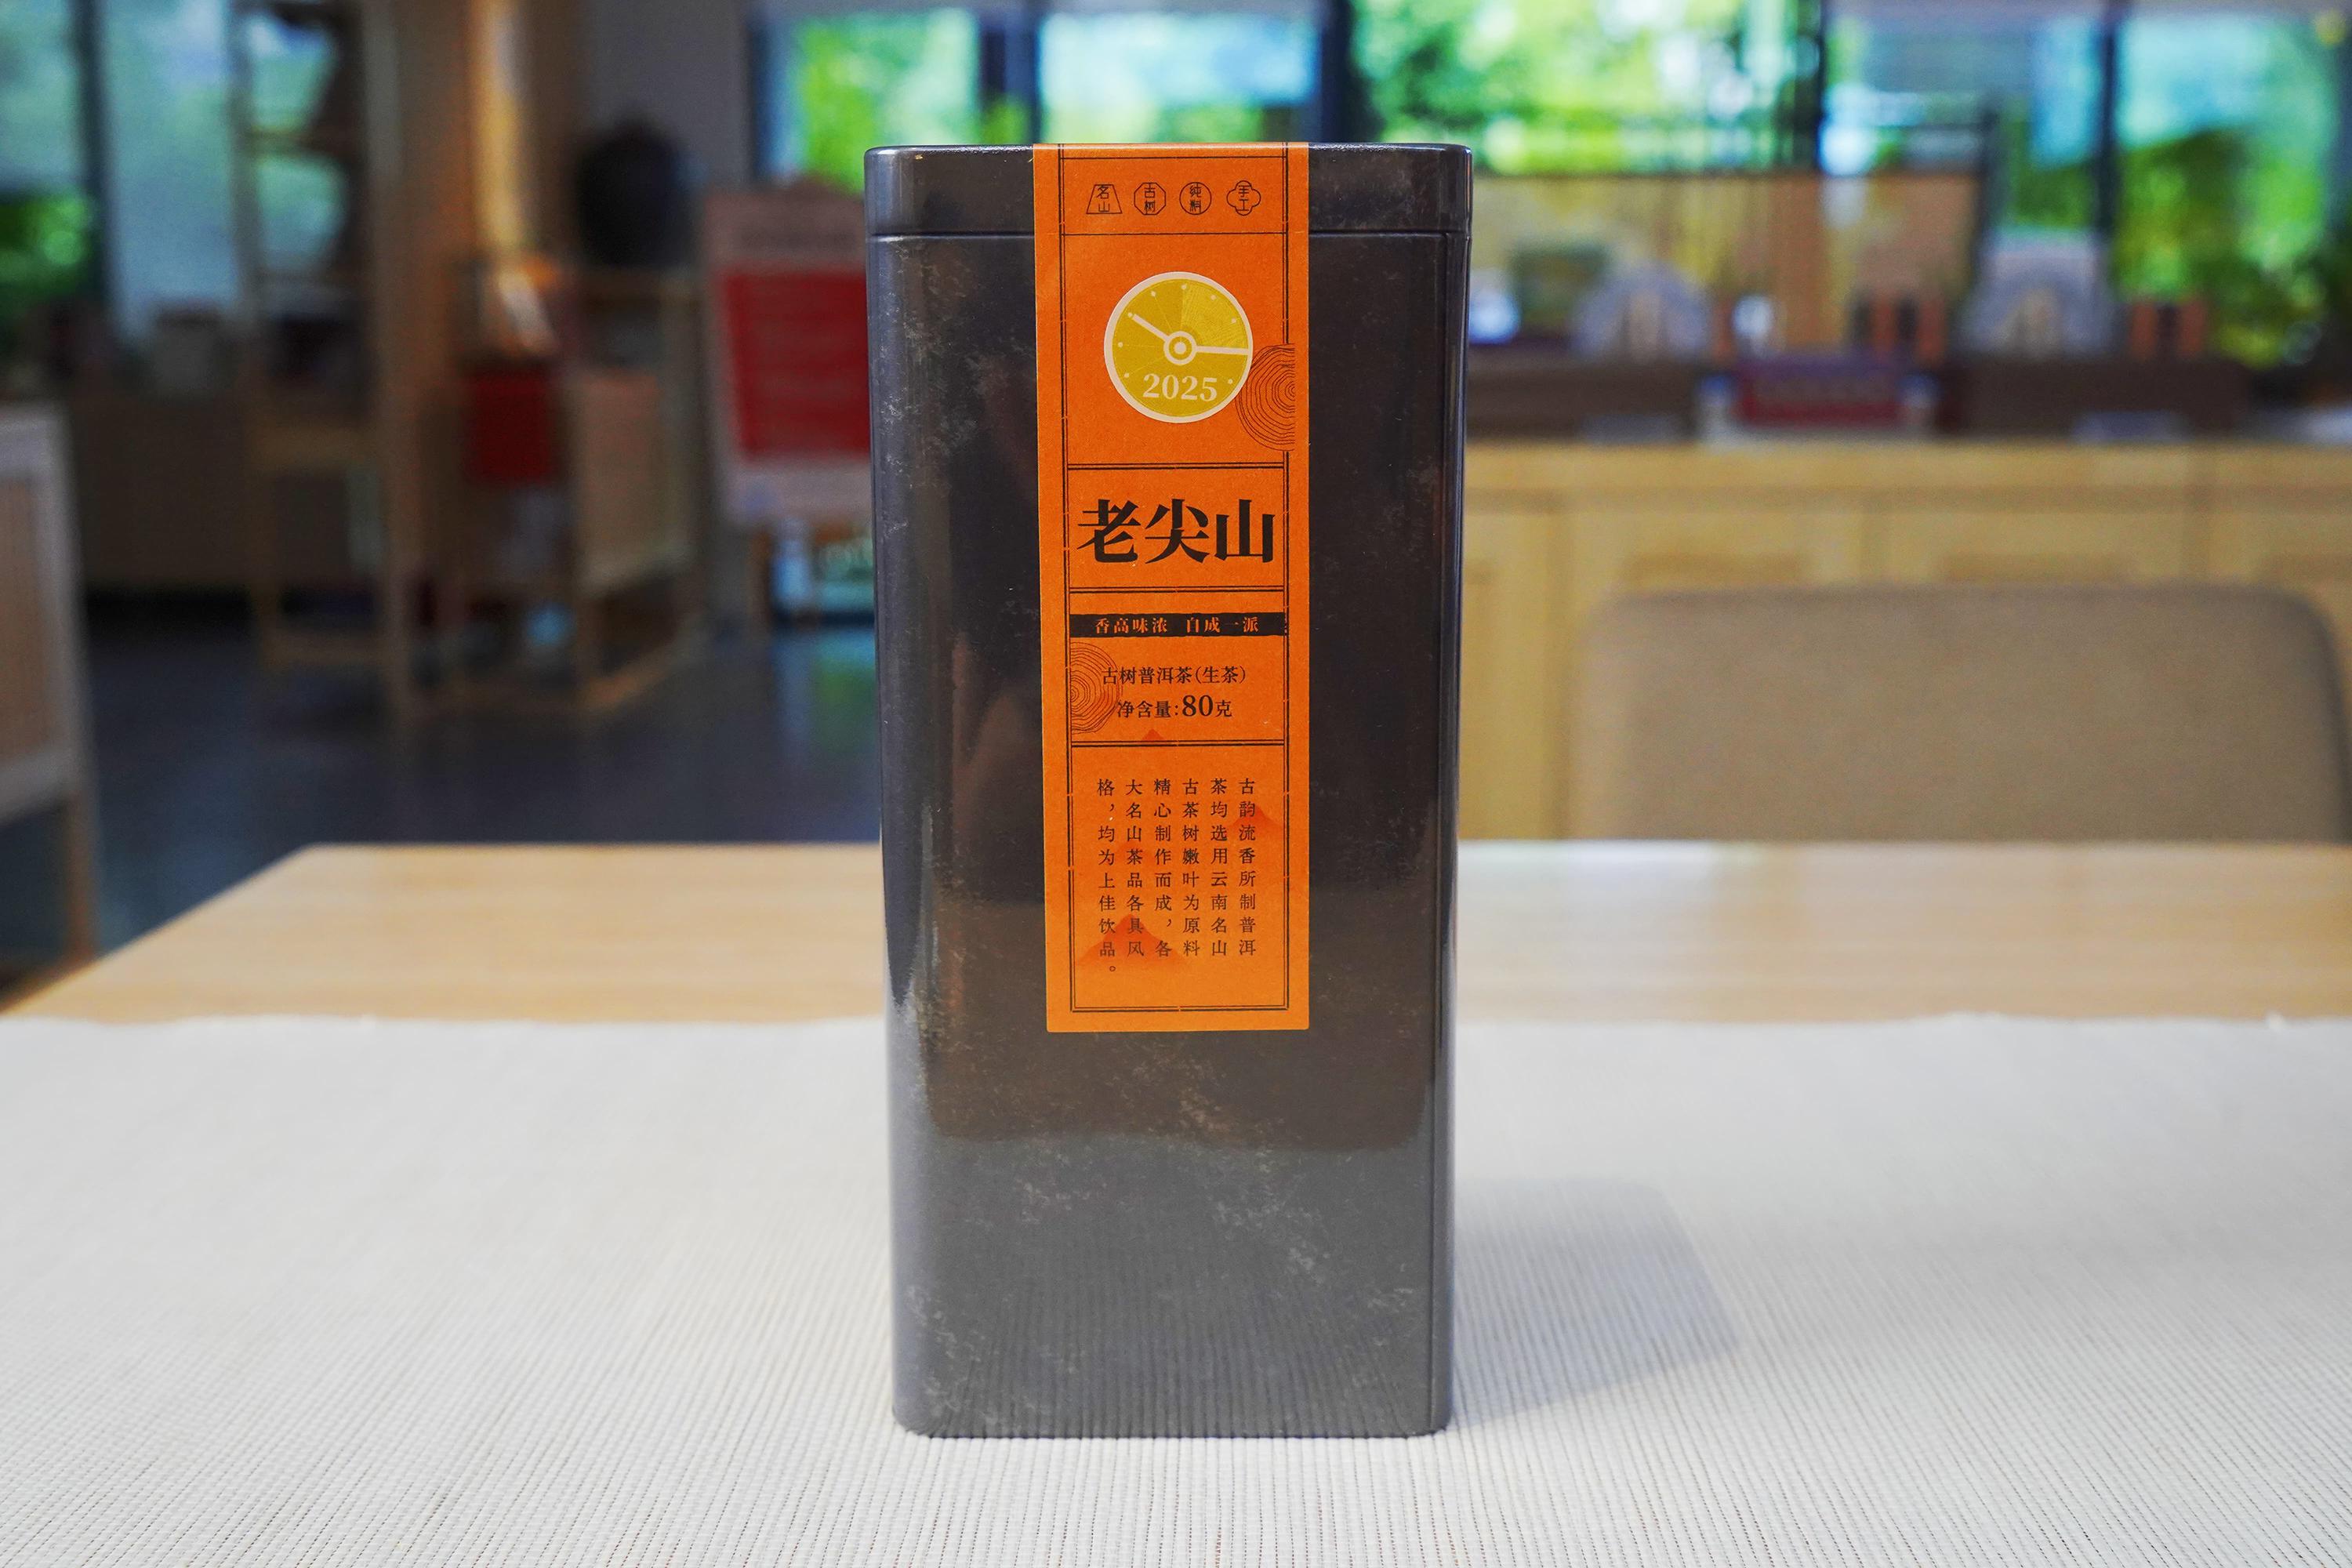 名山 古树 纯料 手工
2025
老尖山
香高味浓 自成一派
古树普洱茶(生茶)
净含量:80克
古韵流香所制普洱
茶均选用云南名山
古茶树嫩叶为原料
精心制作而成,各
大名山茶品各具风
格,均为上佳饮品。